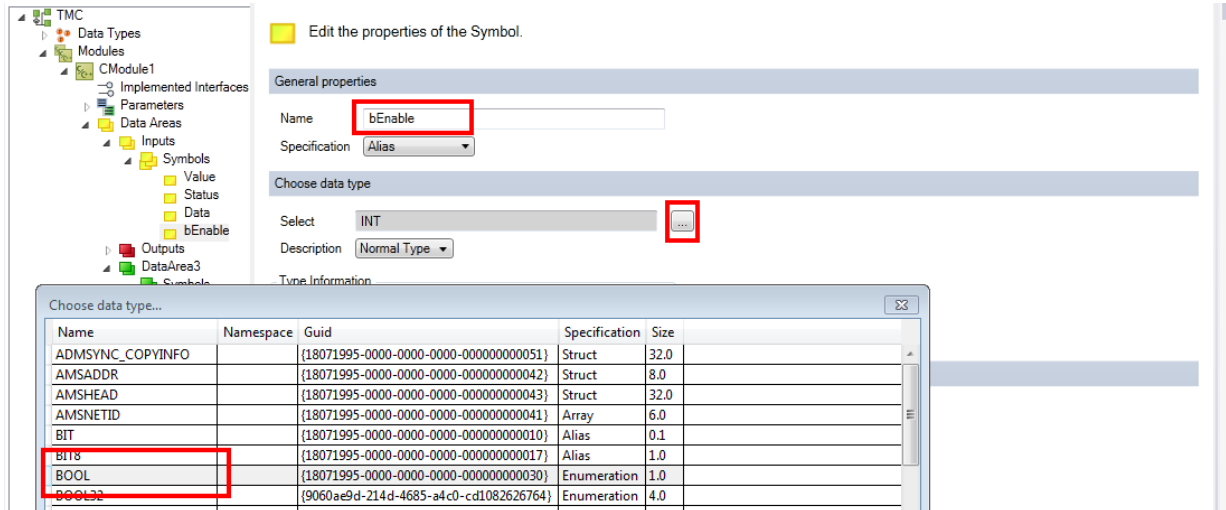 TMC
Data Types
Modules
CModule1
Implemented Interfaces
Parameters
Data Areas
Inputs
Symbols
Value
Status
Data
bEnable
Outputs
DataArea3
Symbols
Edit the properties of the Symbol.
General properties
Name bEnable
Specification Alias
Choose data type
Select INT ...
Description Normal Type
Type Information
Choose data type...
Name Namespace Guid Specification Size
ADMSYNC_COPYINFO {18071995-0000-0000-0000-000000000051} Struct 32.0
AMSADDR {18071995-0000-0000-0000-000000000042} Struct 8.0
AMSHEAD {18071995-0000-0000-0000-000000000043} Struct 32.0
AMSNETID {18071995-0000-0000-0000-000000000041} Array 6.0
BIT {18071995-0000-0000-0000-000000000010} Alias 0.1
BIT8 {18071995-0000-0000-0000-000000000017} Alias 1.0
BOOL {18071995-0000-0000-0000-000000000030} Enumeration 1.0
BOOL32 {9060ae9d-214d-4685-a4c0-cd1082626764} Enumeration 4.0